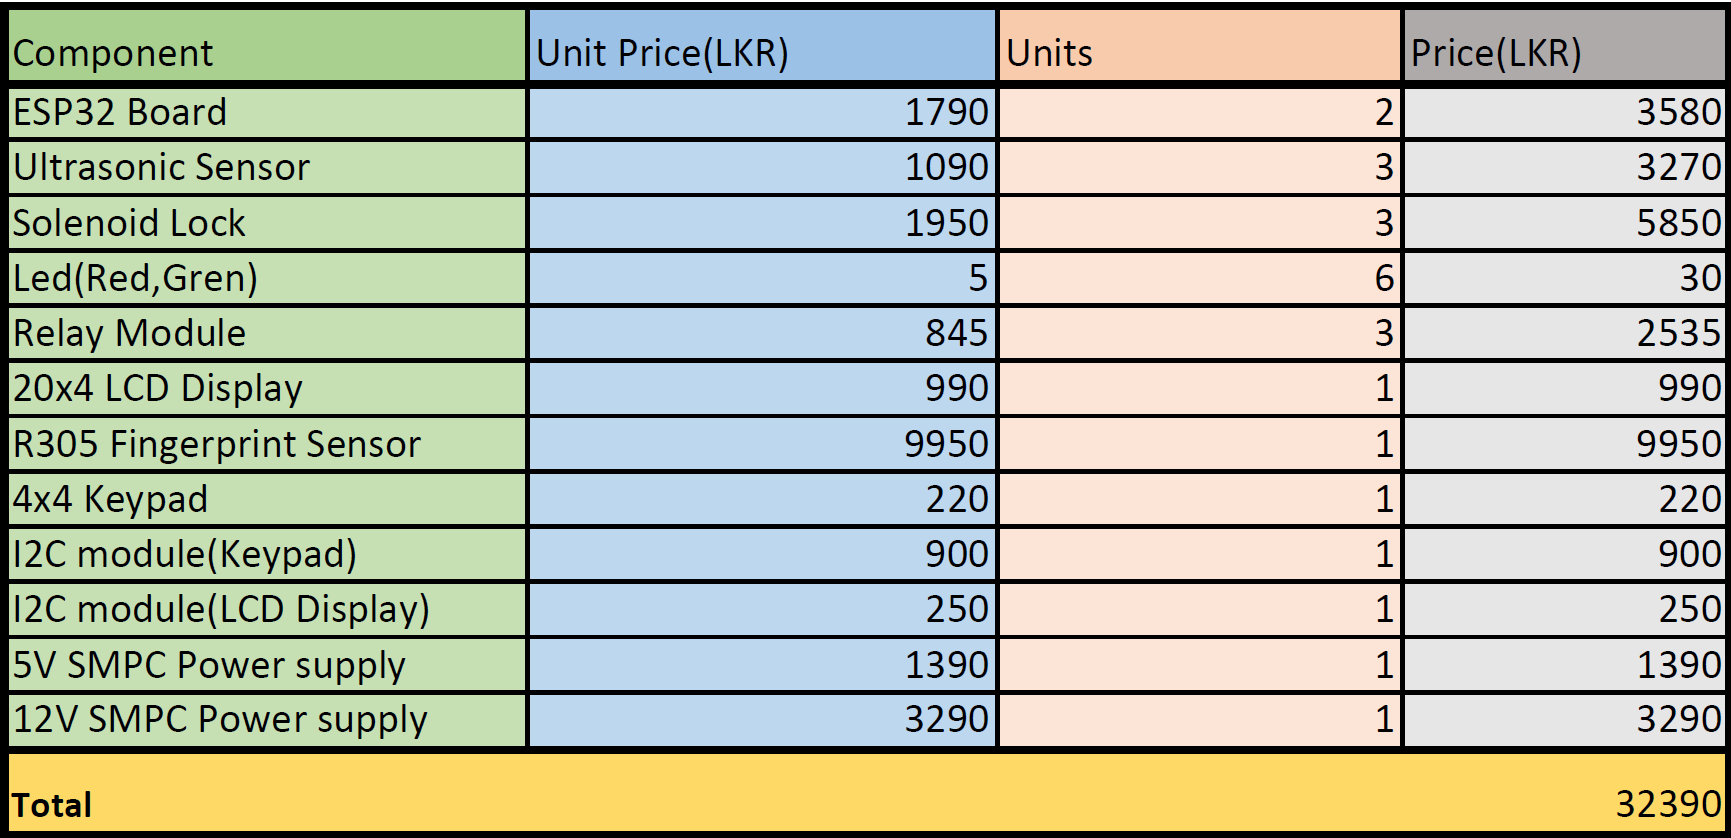 Component Unit Price(LKR) Units Price(LKR)
ESP32 Board 1790 2 3580
Ultrasonic Sensor 1090 3 3270
Solenoid Lock 1950 3 5850
Led(Red,Gren) 5 6 30
Relay Module 845 3 2535
20x4 LCD Display 990 1 990
R305 Fingerprint Sensor 9950 1 9950
4x4 Keypad 220 1 220
I2C module(Keypad) 900 1 900
I2C module(LCD Display) 250 1 250
5V SMPC Power supply 1390 1 1390
12V SMPC Power supply 3290 1 3290
Total 32390